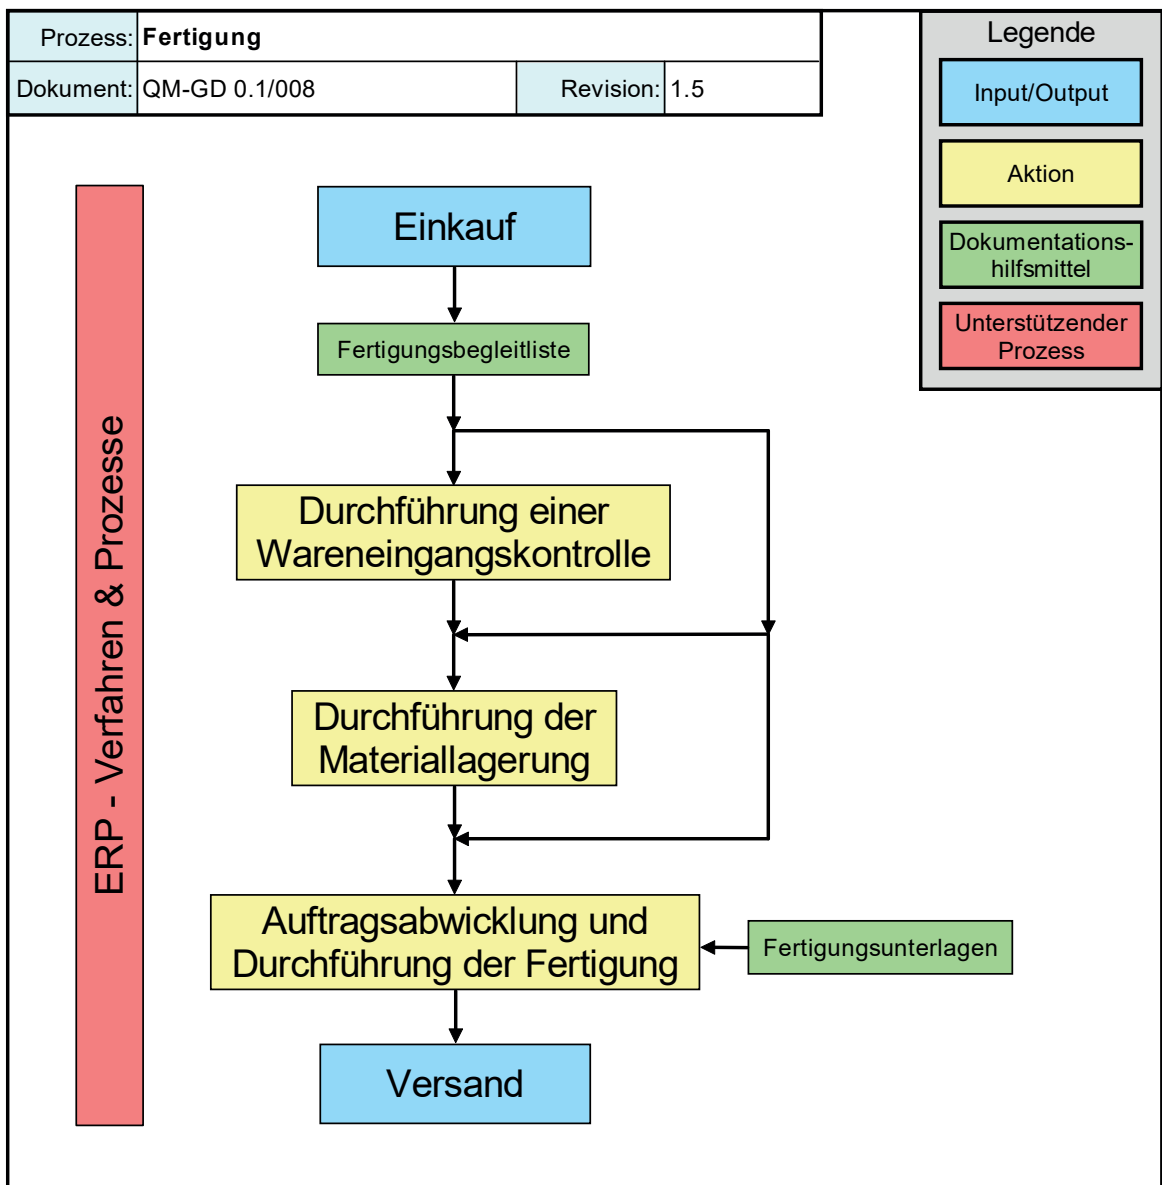 Prozess: Fertigung
Dokument: QM-GD 0.1/008 Revision: 1.5
Legende
Input/Output
Aktion
Dokumentations-
hilfsmittel
Unterstützender
Prozess
ERP - Verfahren & Prozesse
Einkauf
Fertigungsbegleitliste
Durchführung einer
Wareneingangskontrolle
Durchführung der
Materiallagerung
Auftragsabwicklung und
Durchführung der Fertigung
Fertigungsunterlagen
Versand